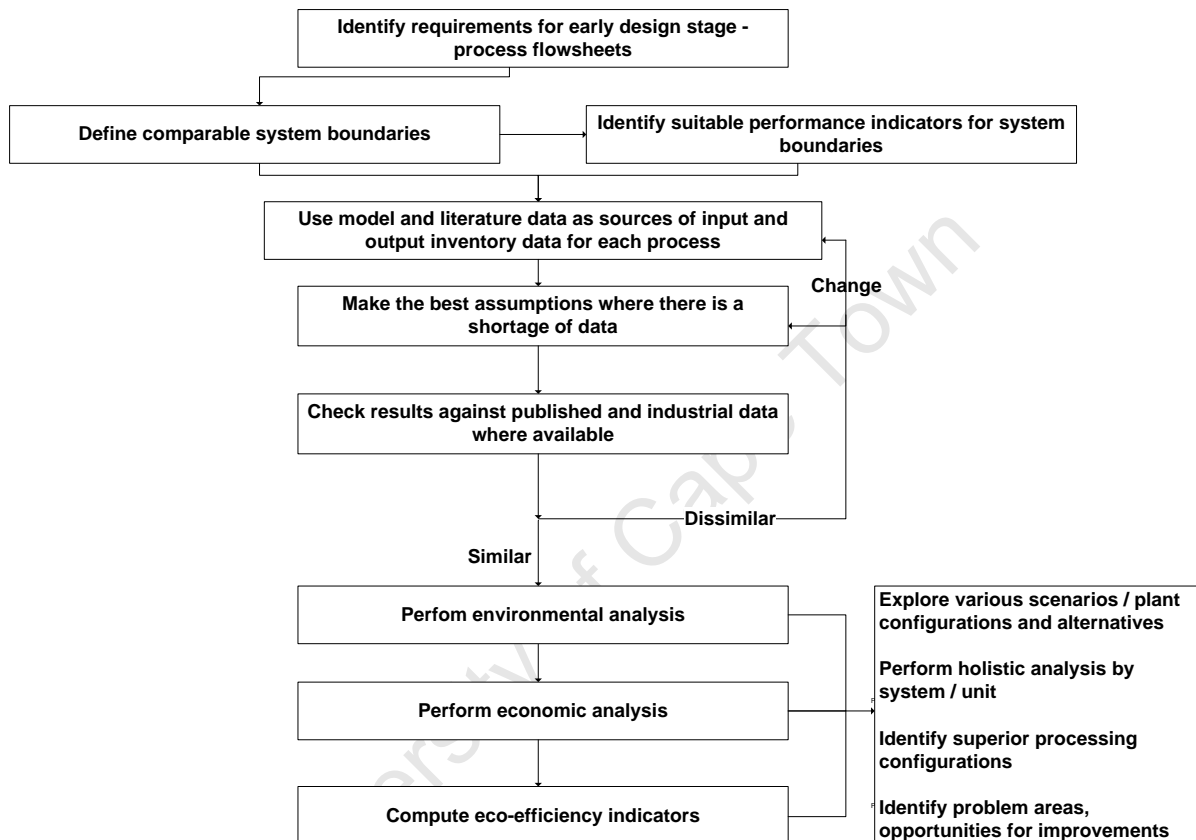 Identify requirements for early design stage -
process flowsheets
Define comparable system boundaries
Identify suitable performance indicators for system
boundaries
Use model and literature data as sources of input and
output inventory data for each process
Change
Make the best assumptions where there is a
shortage of data
Check results against published and industrial data
where available
Dissimilar
Similar
Perfom environmental analysis
Perform economic analysis
Compute eco-efficiency indicators
Explore various scenarios / plant
configurations and alternatives
Perform holistic analysis by
system / unit
Identify superior processing
configurations
Identify problem areas,
opportunities for improvements
ersity of Cape Town